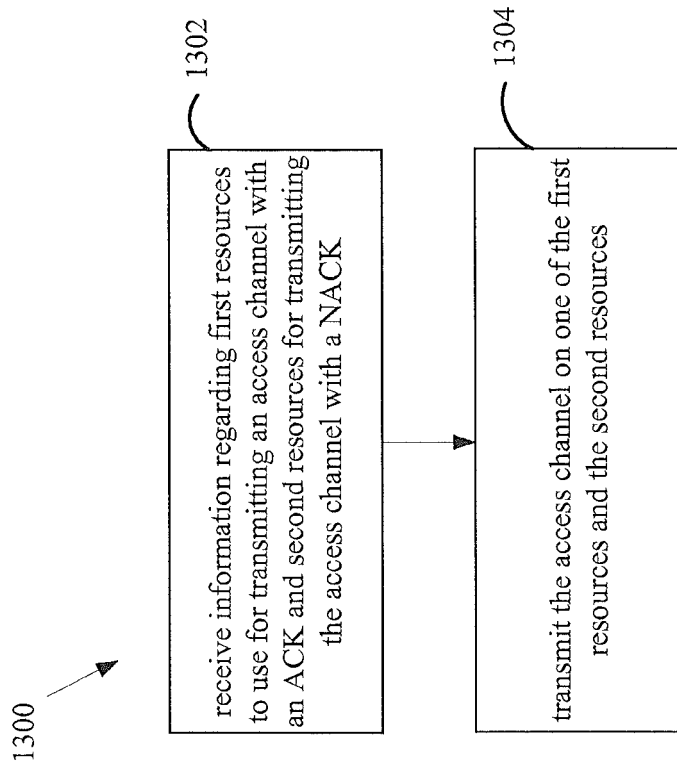 1300
1302
receive information regarding first resources
to use for transmitting an access channel with
an ACK and second resources for transmitting
the access channel with a NACK
1304
transmit the access channel on one of the first
resources and the second resources